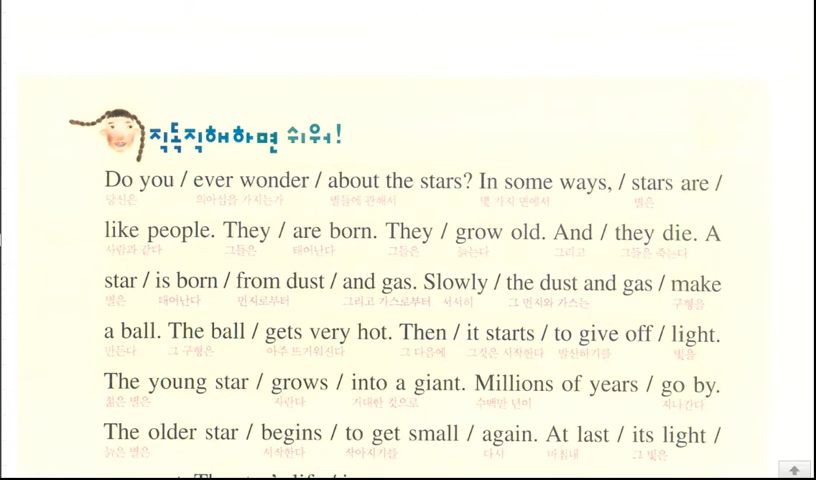 직독직해하면 쉬워!
Do you / ever wonder / about the stars? In some ways, / stars are /
당신은 의아심을 가지는가 별들에 관해서 몇 가지 면에서 별은
like people. They / are born. They / grow old. And / they die. A
사람과 같다 그들은 태어난다 그들은 늙는다 그리고 그들은 죽는다
star / is born / from dust / and gas. Slowly / the dust and gas / make
별은 태어난다 먼지로부터 그리고 가스로부터 서서히 그 먼지와 가스는 구형을
a ball. The ball / gets very hot. Then / it starts / to give off / light.
만든다 그 구형은 아주 뜨거워진다 그 다음에 그것은 시작한다 발산하기를 빛을
The young star / grows / into a giant. Millions of years / go by.
젊은 별은 자란다 거대한 것으로 수백만 년이 지나간다
The older star / begins / to get small / again. At last / its light /
늙은 별은 시작한다 작아지기를 다시 마침내 그 빛은